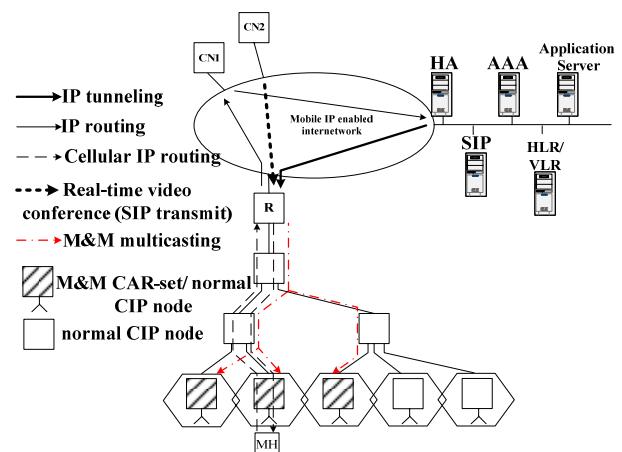 CN2
CN1
HA
AAA
Application
Server
IP tunneling
Mobile IP enabled
internetwork
IP routing
Cellular IP routing
SIP
HLR/
VLR
Real-time video
conference (SIP transmit)
R
M&M multicasting
M&M CAR-set/ normal
CIP node
normal CIP node
MH